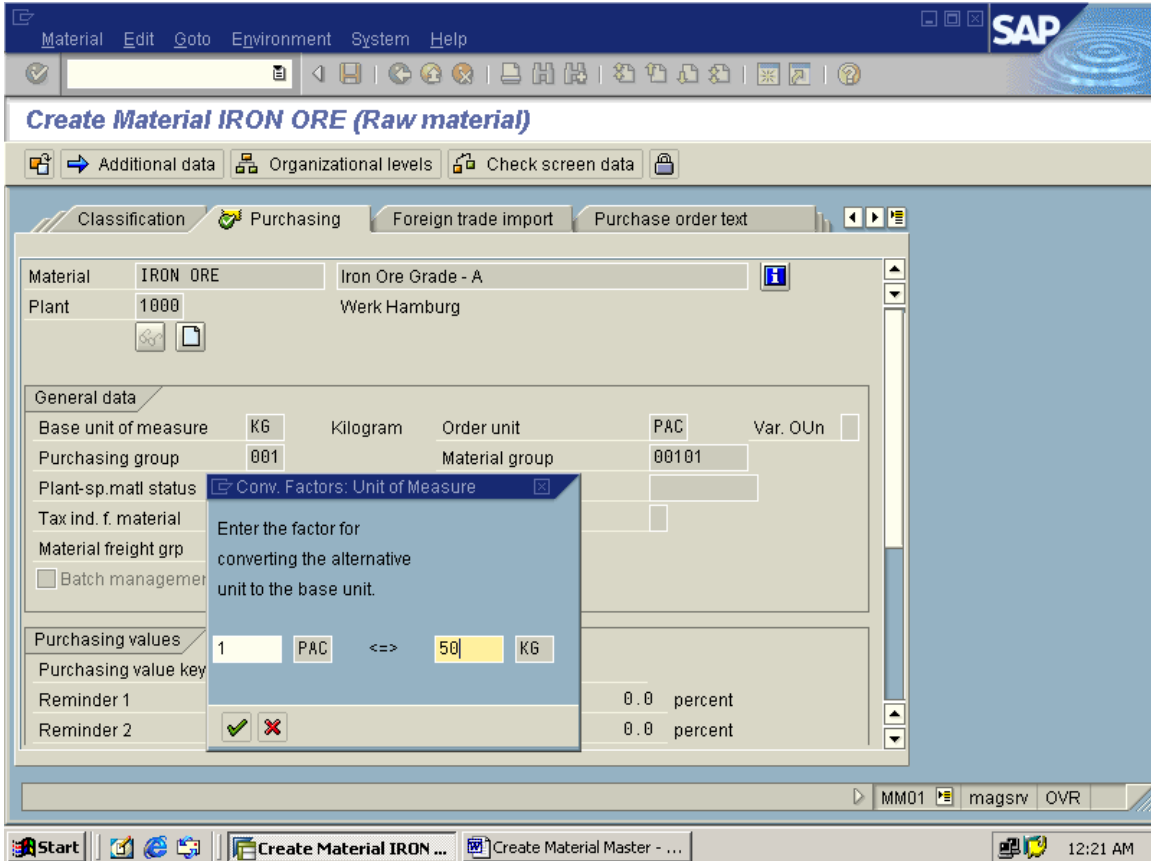 Material Edit Goto Environment System Help
SAP
Create Material IRON ORE (Raw material)
Additional data Organizational levels Check screen data
Classification Purchasing Foreign trade import Purchase order text
Material IRON ORE Iron Ore Grade - A
Plant 1000 Werk Hamburg
General data
Base unit of measure KG Kilogram Order unit PAC Var. OUn
Purchasing group 001 Material group 00101
Plant-sp.matl status
Tax ind. f. material
Material freight grp
Batch managemen
Conv. Factors: Unit of Measure
Enter the factor for
converting the alternative
unit to the base unit.
1 PAC <=> 50 KG
Purchasing values
Purchasing value key
Reminder 1 0.0 percent
Reminder 2 0.0 percent
MM01 magsrv OVR
Start Create Material IRON ... Create Material Master - ... 12:21 AM